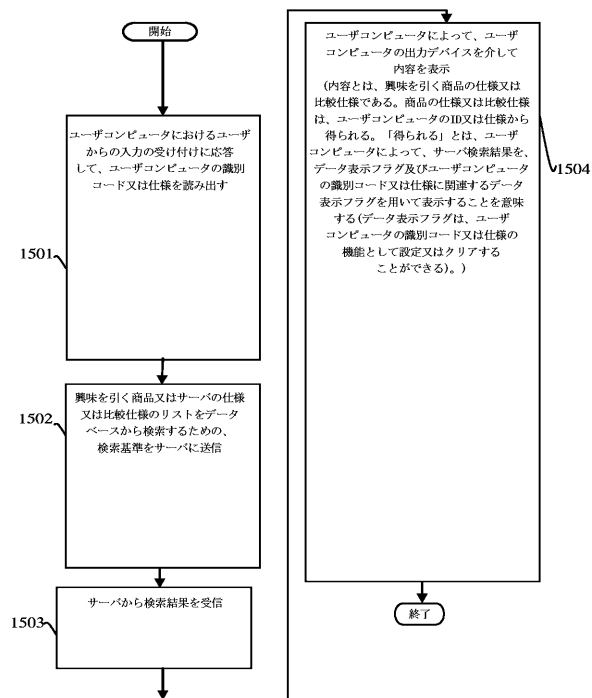 開始
ユーザコンピュータにおけるユーザ
からの入力の受け付けに応答
して、ユーザコンピュータの識別
コード又は仕様を読み出す
1501
興味を引く商品又はサーバの仕様
又は比較仕様のリストをデータ
ベースから検索するための、
検索基準をサーバに送信
1502
サーバから検索結果を受信
1503
ユーザコンピュータによって、ユーザ
コンピュータの出力デバイスを介して
内容を表示
(内容とは、興味を引く商品の仕様又は
比較仕様である。商品の仕様又は比較仕様
は、ユーザコンピュータのID又は仕様から
得られる。「得られる」とは、ユーザ
コンピュータによって、サーバ検索結果を、
データ表示フラグ及びユーザコンピュータ
の識別コード又は仕様に関連するデータ
表示フラグを用いて表示することを意味
する(データ表示フラグは、ユーザ
コンピュータの識別コード又は仕様の
機能として設定又はクリアする
ことができる)。)
1504
終了